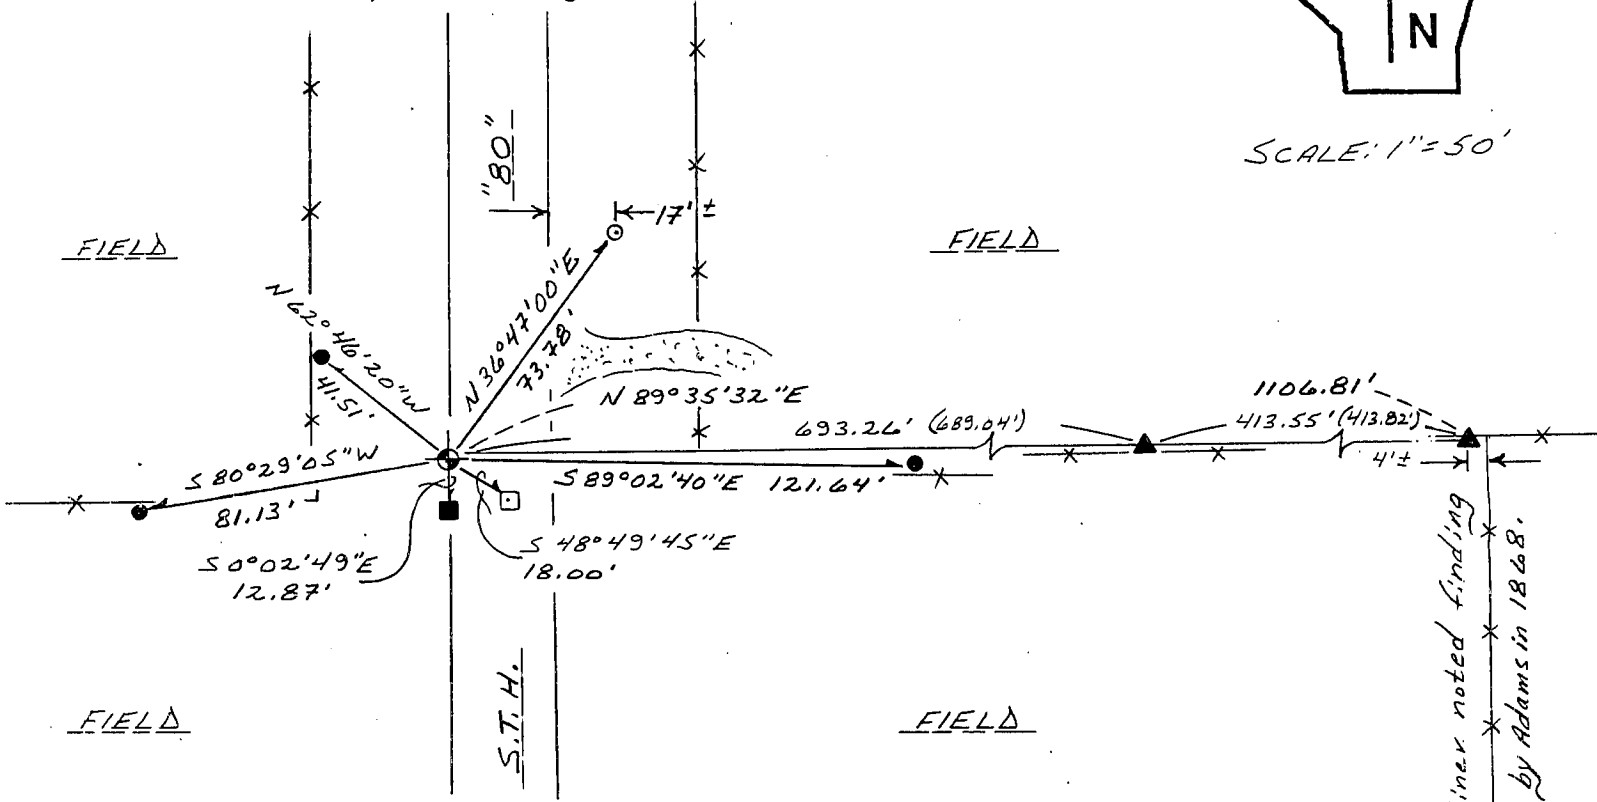 N
SCALE: 1"=50'
"80"
17'±
FIELD
FIELD
N 62°46'20"W
41.51'
N 36°47'00"E
73.78'
N 89°35'32"E
1106.81'
693.26' (689.04')
413.55' (413.82')
4'±
S 80°29'05"W
81.13'
S 89°02'40"E 121.64'
S 0°02'49"E
12.87'
S 48°49'45"E
18.00'
S.T.H.
FIELD
FIELD
noted finding
by Adams in 1868.